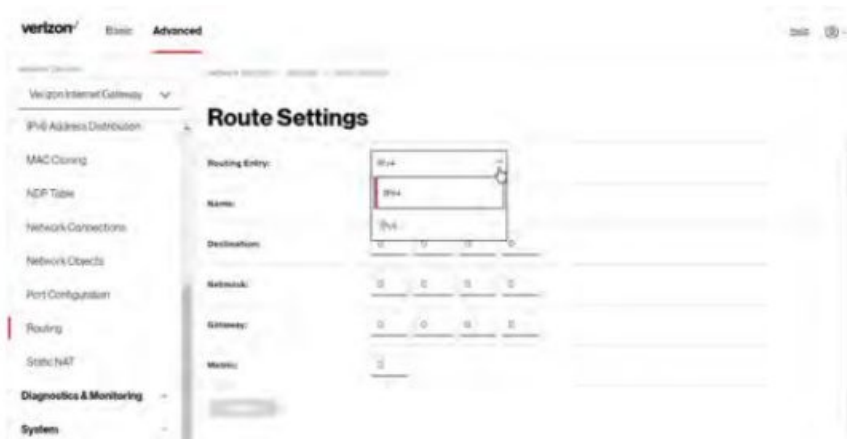 verizon
Basic
Advanced
Verizon Internet Gateway
IPv6 Address Distribution
MAC Cloning
NDP Table
Network Connections
Network Objects
Port Configuration
Routing
Static NAT
Diagnostics & Monitoring
System
Route Settings
Routing Entry:
IPv4
IPv4
Name:
Destination:
0 0 0 0
Netmask:
0 0 0 0
Gateway:
0 0 0 0
Metric:
0